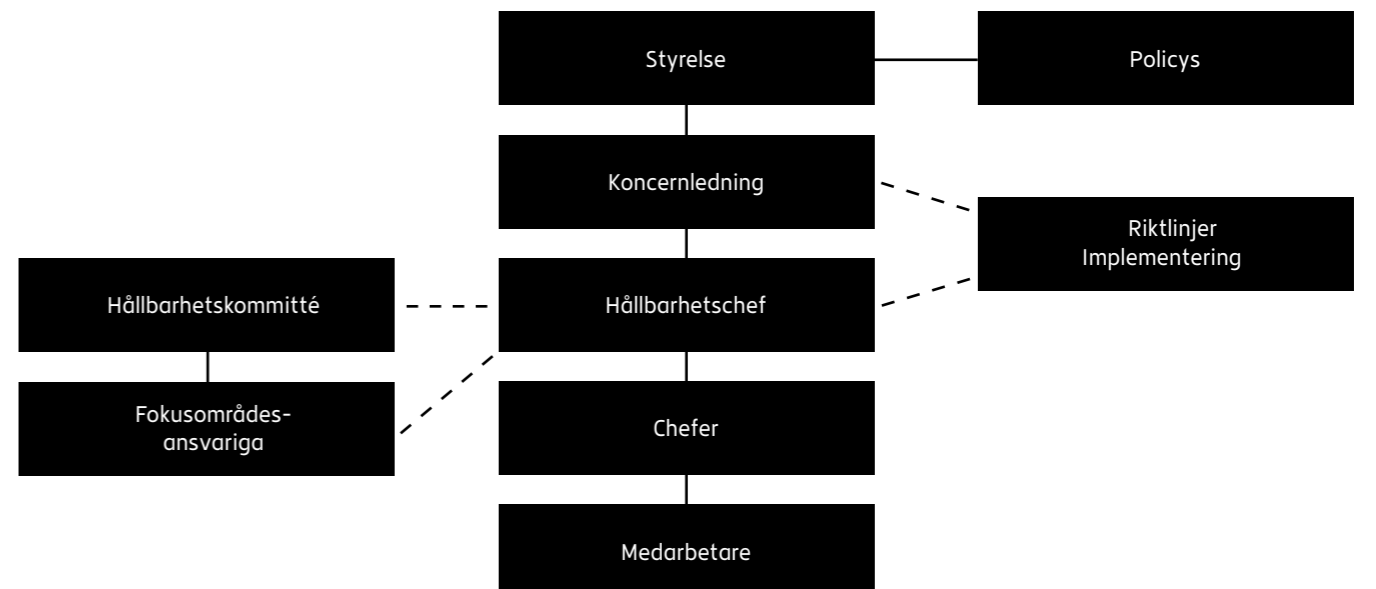 Styrelse
Policys
Koncernledning
Riktlinjer
Implementering
Hållbarhetskommitté
Hållbarhetschef
Fokusområdes-
ansvariga
Chefer
Medarbetare